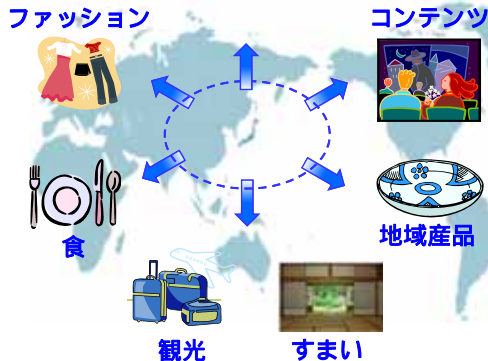 ファッション
コンテンツ
食
地域産品
観光
すまい